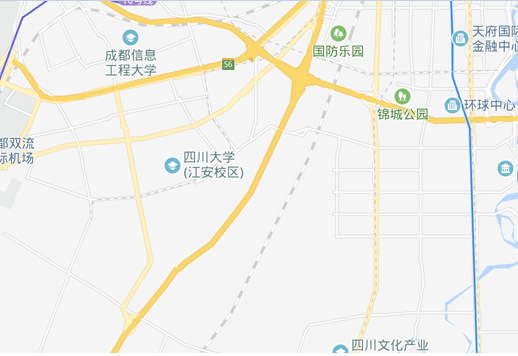 天府国际
金融中心
成都信息
工程大学
国防乐园
S6
锦城公园
环球中心
都双流
际机场
四川大学
(江安校区)
四川文化产业